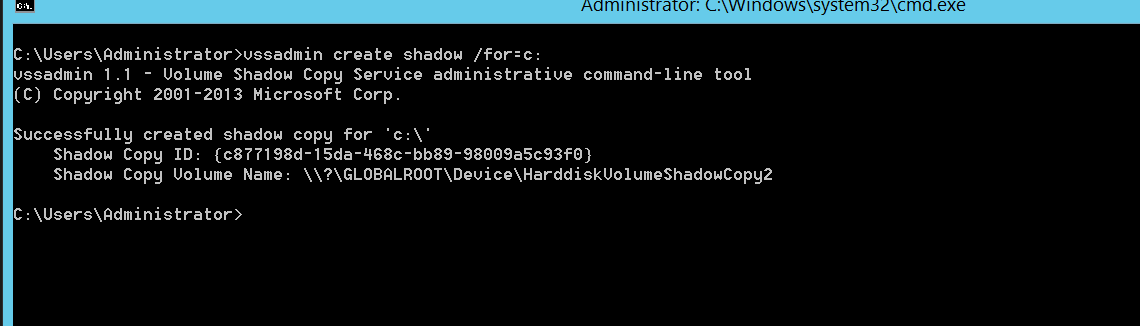 Administrator: C:\Windows\system32\cmd.exe
C:\Users\Administrator>vssadmin create shadow /for=c:
vssadmin 1.1 - Volume Shadow Copy Service administrative command-line tool
(C) Copyright 2001-2013 Microsoft Corp.
Successfully created shadow copy for 'c:\'
Shadow Copy ID: {c877198d-15da-468c-bb89-98009a5c93f0}
Shadow Copy Volume Name: \\?\GLOBALROOT\Device\HarddiskVolumeShadowCopy2
C:\Users\Administrator>